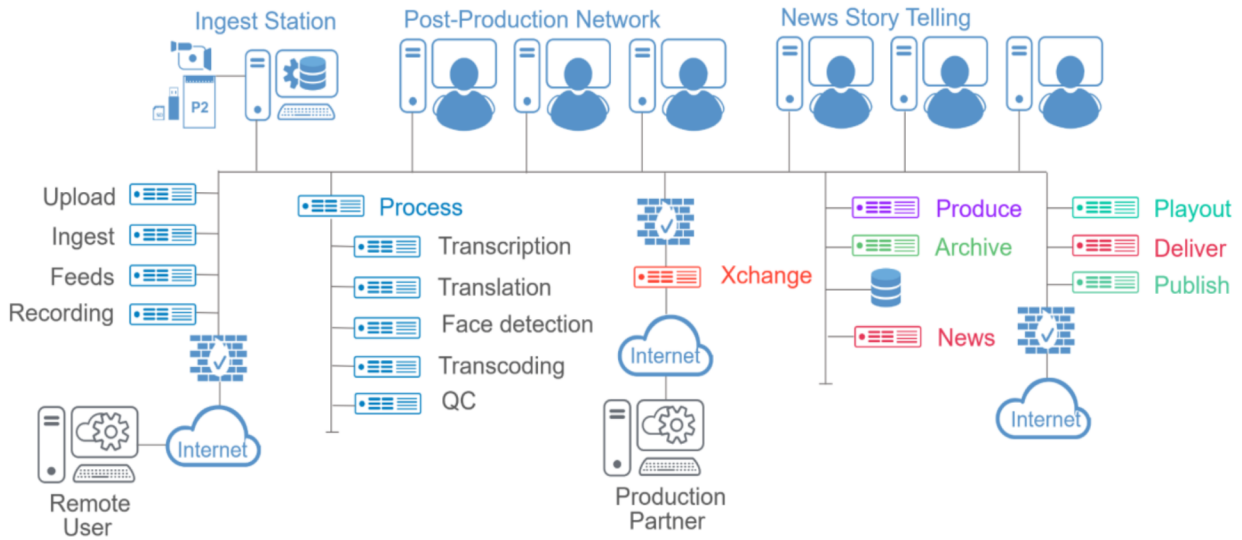 Ingest Station
Post-Production Network
News Story Telling
P2
Upload
Ingest
Feeds
Recording
Internet
Remote
User
Process
Transcription
Translation
Face detection
Transcoding
QC
Xchange
Internet
Production
Partner
Produce
Archive
News
Playout
Deliver
Publish
Internet